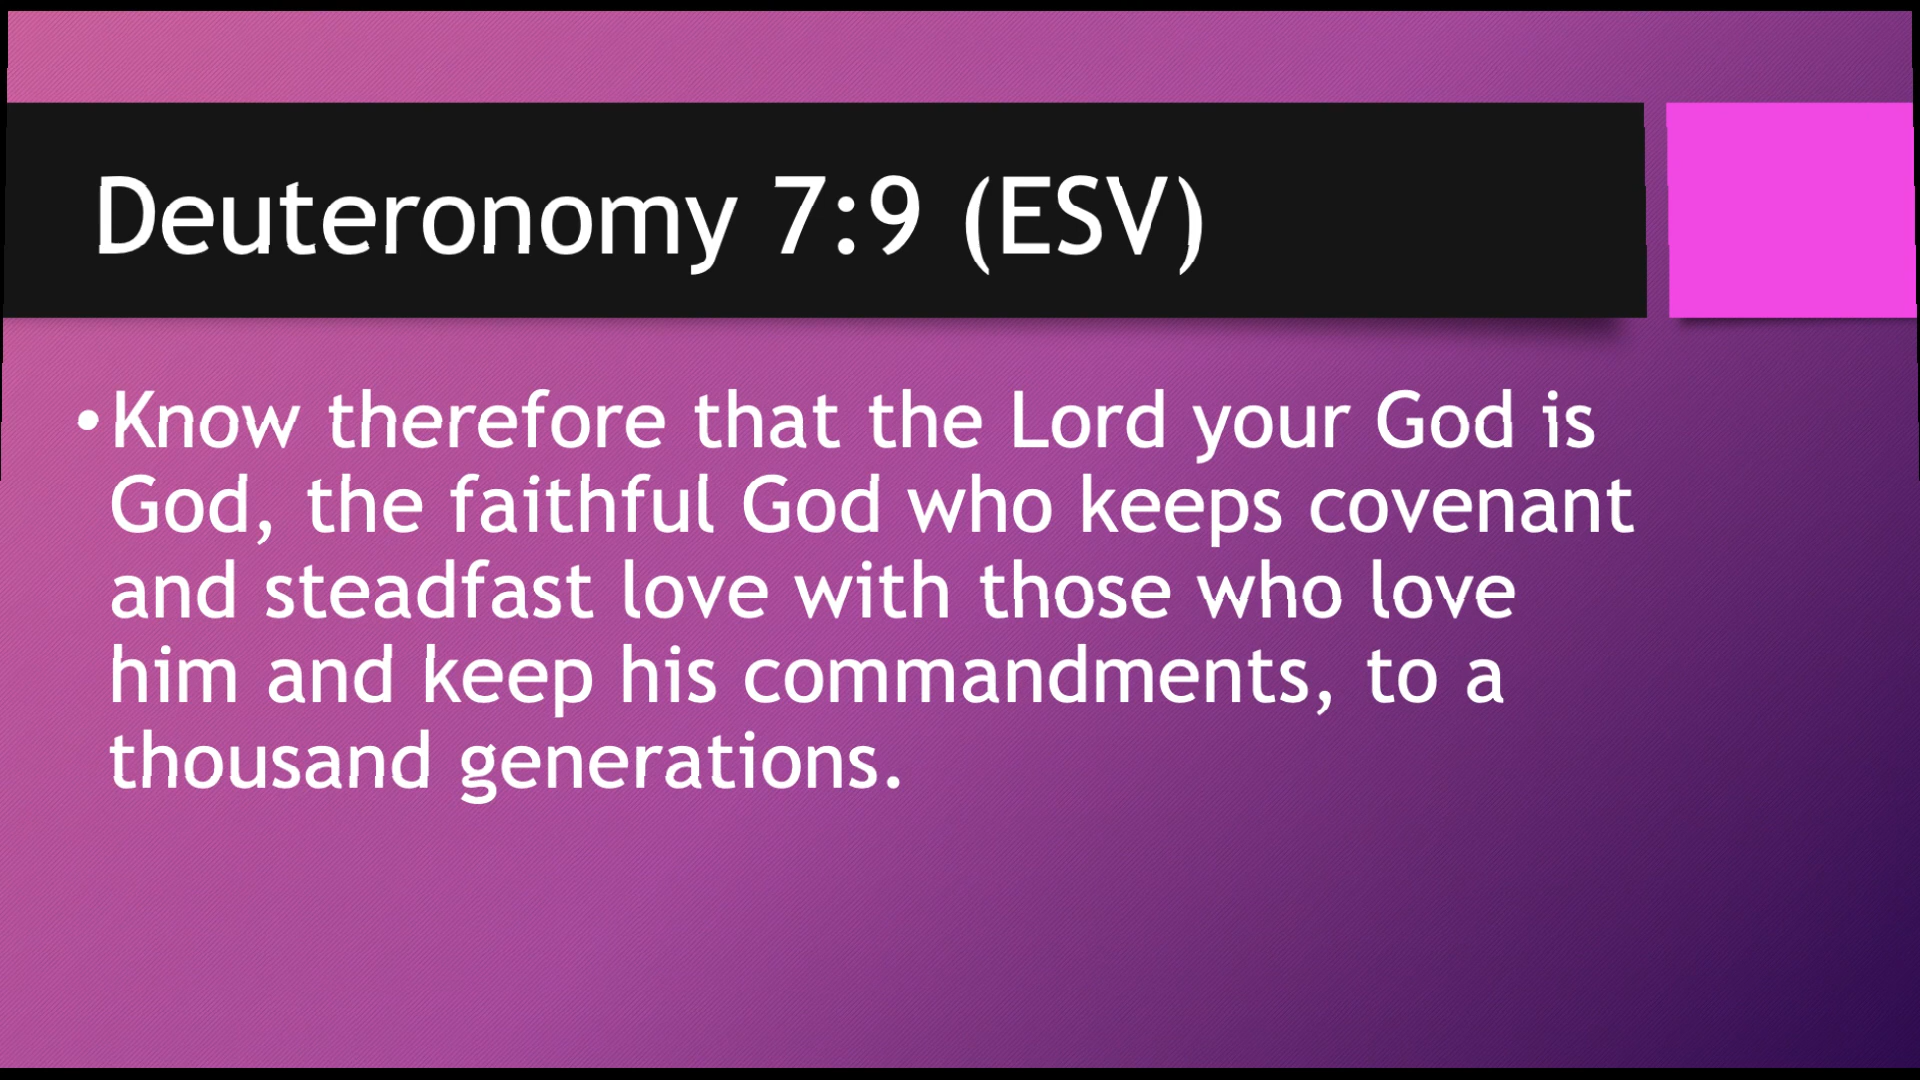 Deuteronomy 7:9 (ESV)
•Know therefore that the Lord your God is
God, the faithful God who keeps covenant
and steadfast love with those who love
him and keep his commandments, to a
thousand generations.